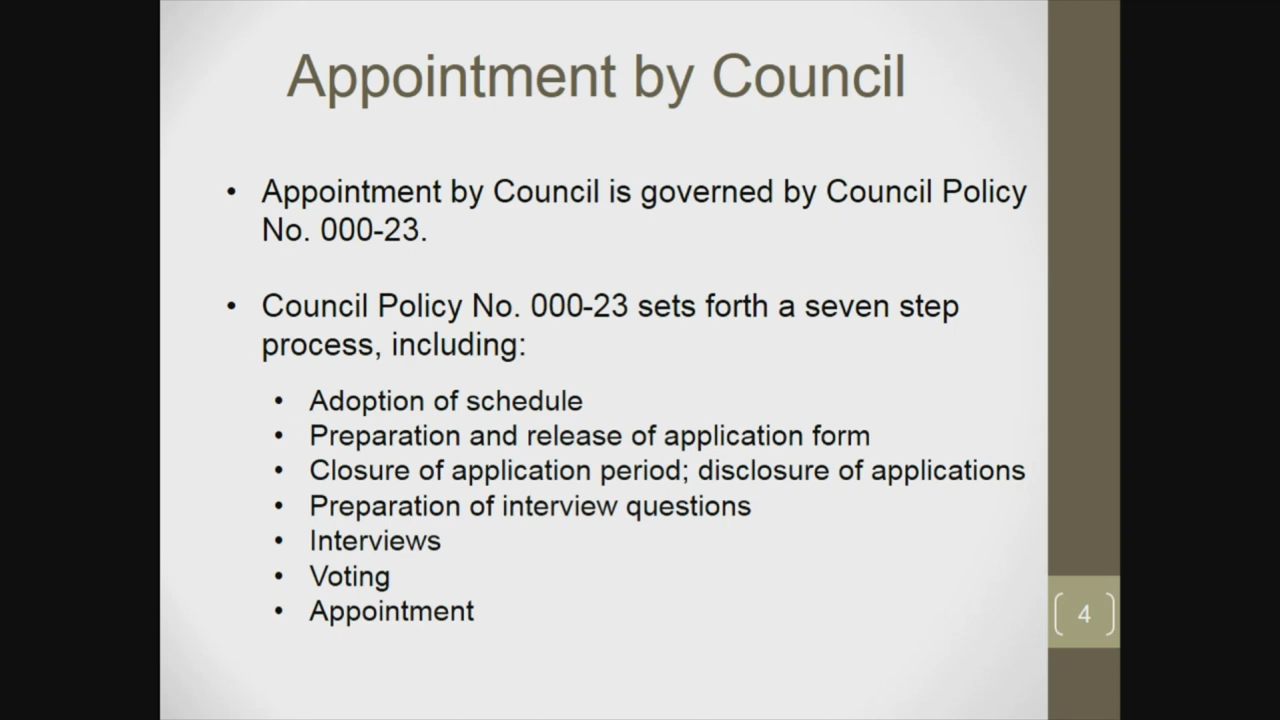 Appointment by Council
• Appointment by Council is governed by Council Policy
No. 000-23.
• Council Policy No. 000-23 sets forth a seven step
process, including:
• Adoption of schedule
• Preparation and release of application form
• Closure of application period; disclosure of applications
• Preparation of interview questions
• Interviews
• Voting
• Appointment
4